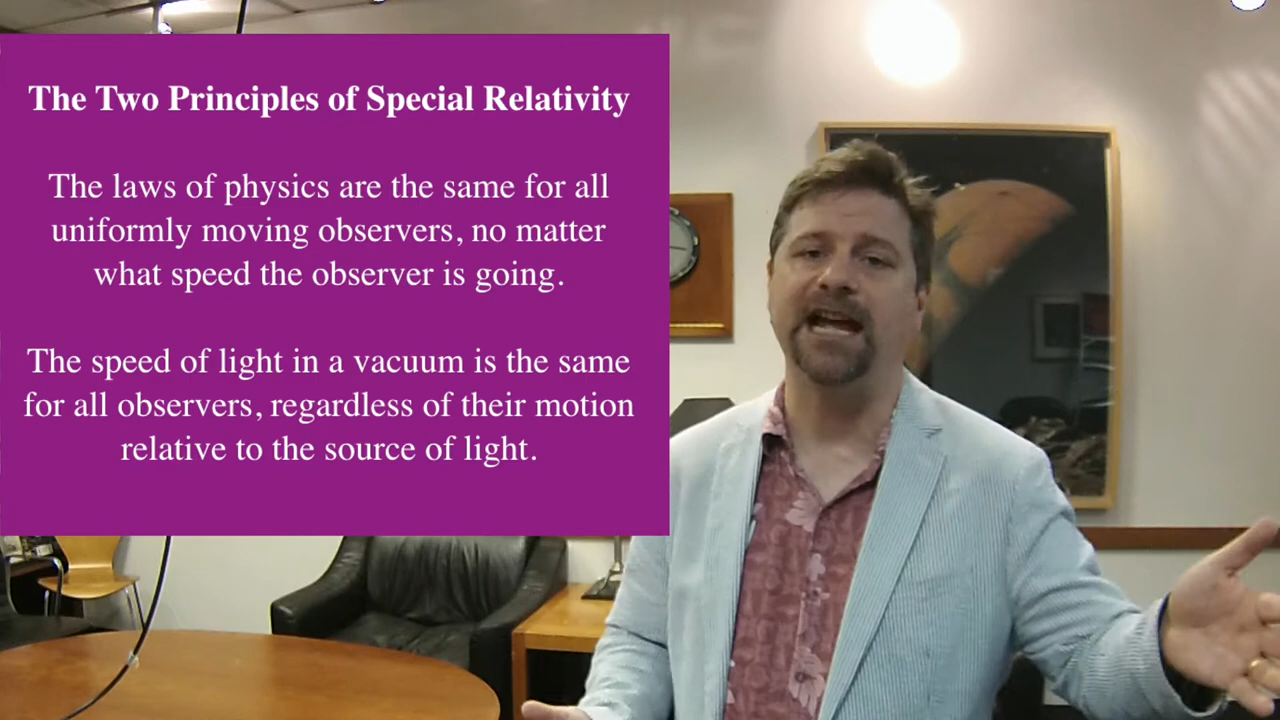 The Two Principles of Special Relativity
The laws of physics are the same for all
uniformly moving observers, no matter
what speed the observer is going.
The speed of light in a vacuum is the same
for all observers, regardless of their motion
relative to the source of light.